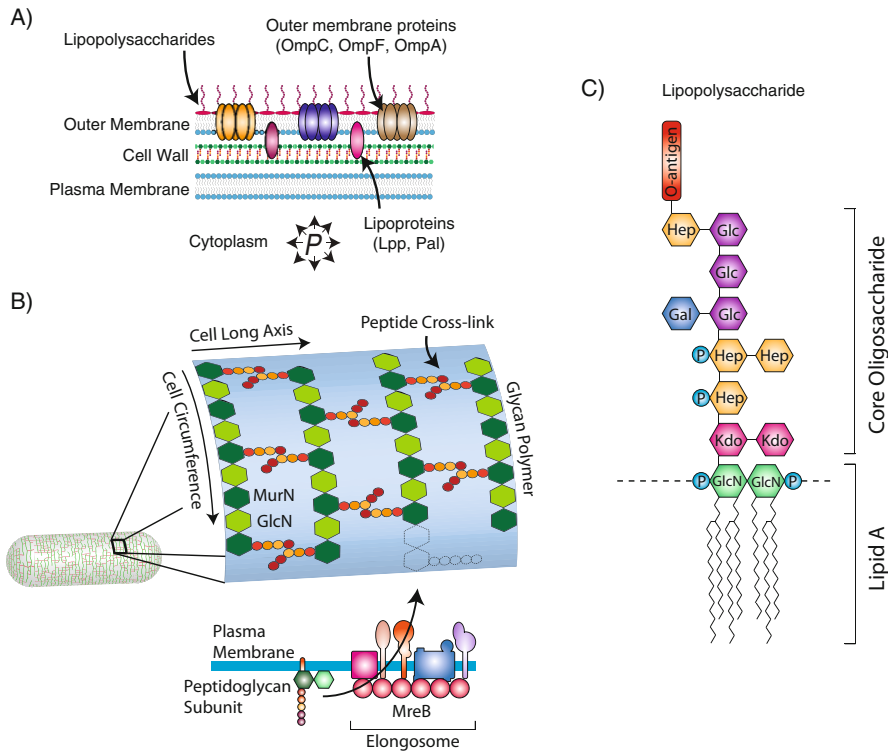 A)
Lipopolysaccharides
Outer membrane proteins
(OmpC, OmpF, OmpA)
Outer Membrane
Cell Wall
Plasma Membrane
Cytoplasm
P
Lipoproteins
(Lpp, Pal)
B)
Cell Long Axis
Peptide Cross-link
Cell Circumference
Glycan Polymer
MurN
GlcN
Plasma
Membrane
Peptidoglycan
Subunit
MreB
Elongosome
C)
Lipopolysaccharide
O-antigen
Hep
Glc
Glc
Gal
Glc
P
Hep
Hep
P
Hep
Kdo
Kdo
P
GlcN
GlcN
P
Core Oligosaccharide
Lipid A